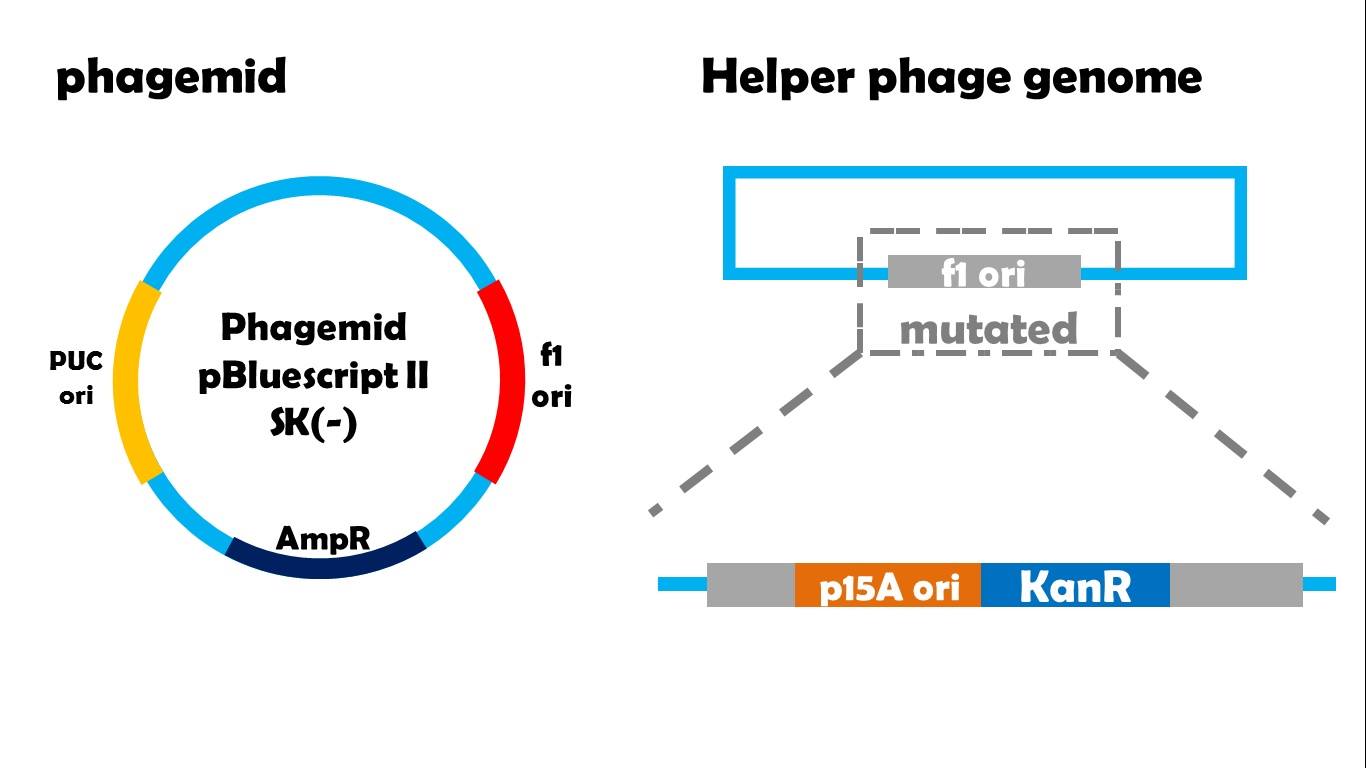 phagemid
Helper phage genome
PUC
ori
Phagemid
pBluescript II
SK(-)
f1
ori
AmpR
f1 ori
mutated
p15A ori
KanR